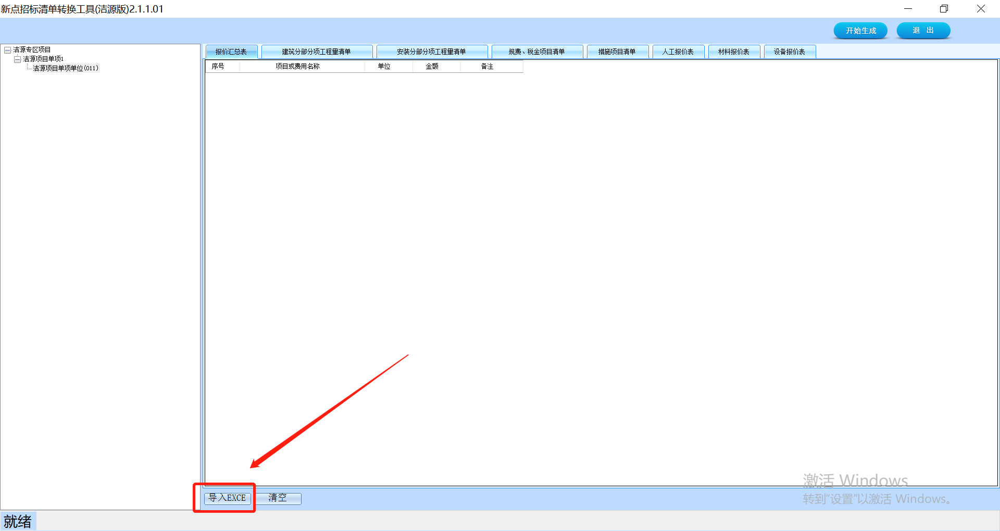 新点招标清单转换工具(洁源版)2.1.1.01
开始生成 退 出
洁源专区项目
洁源项目单项1
洁源项目单项单位(011)
报价汇总表 建筑分部分项工程量清单 安装分部分项工程量清单 规费、税金项目清单 措施项目清单 人工报价表 材料报价表 设备报价表
序号 项目或费用名称 单位 金额 备注
激活 Windows
转到“设置”以激活 Windows。
导入EXCE 清空
就绪